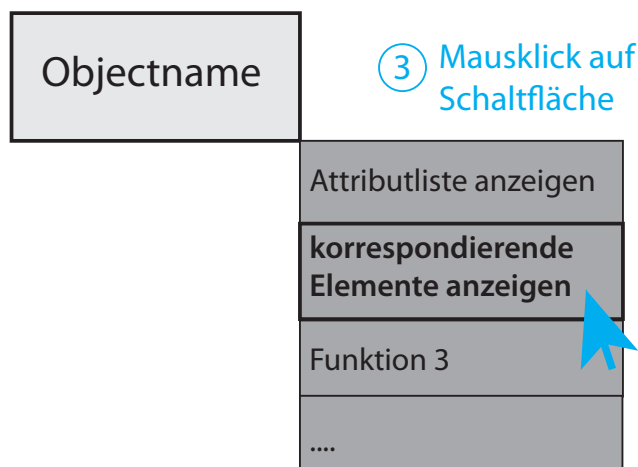 Objectname
3 Mausklick auf
Schaltfläche
Attributliste anzeigen
korrespondierende
Elemente anzeigen
Funktion 3
....